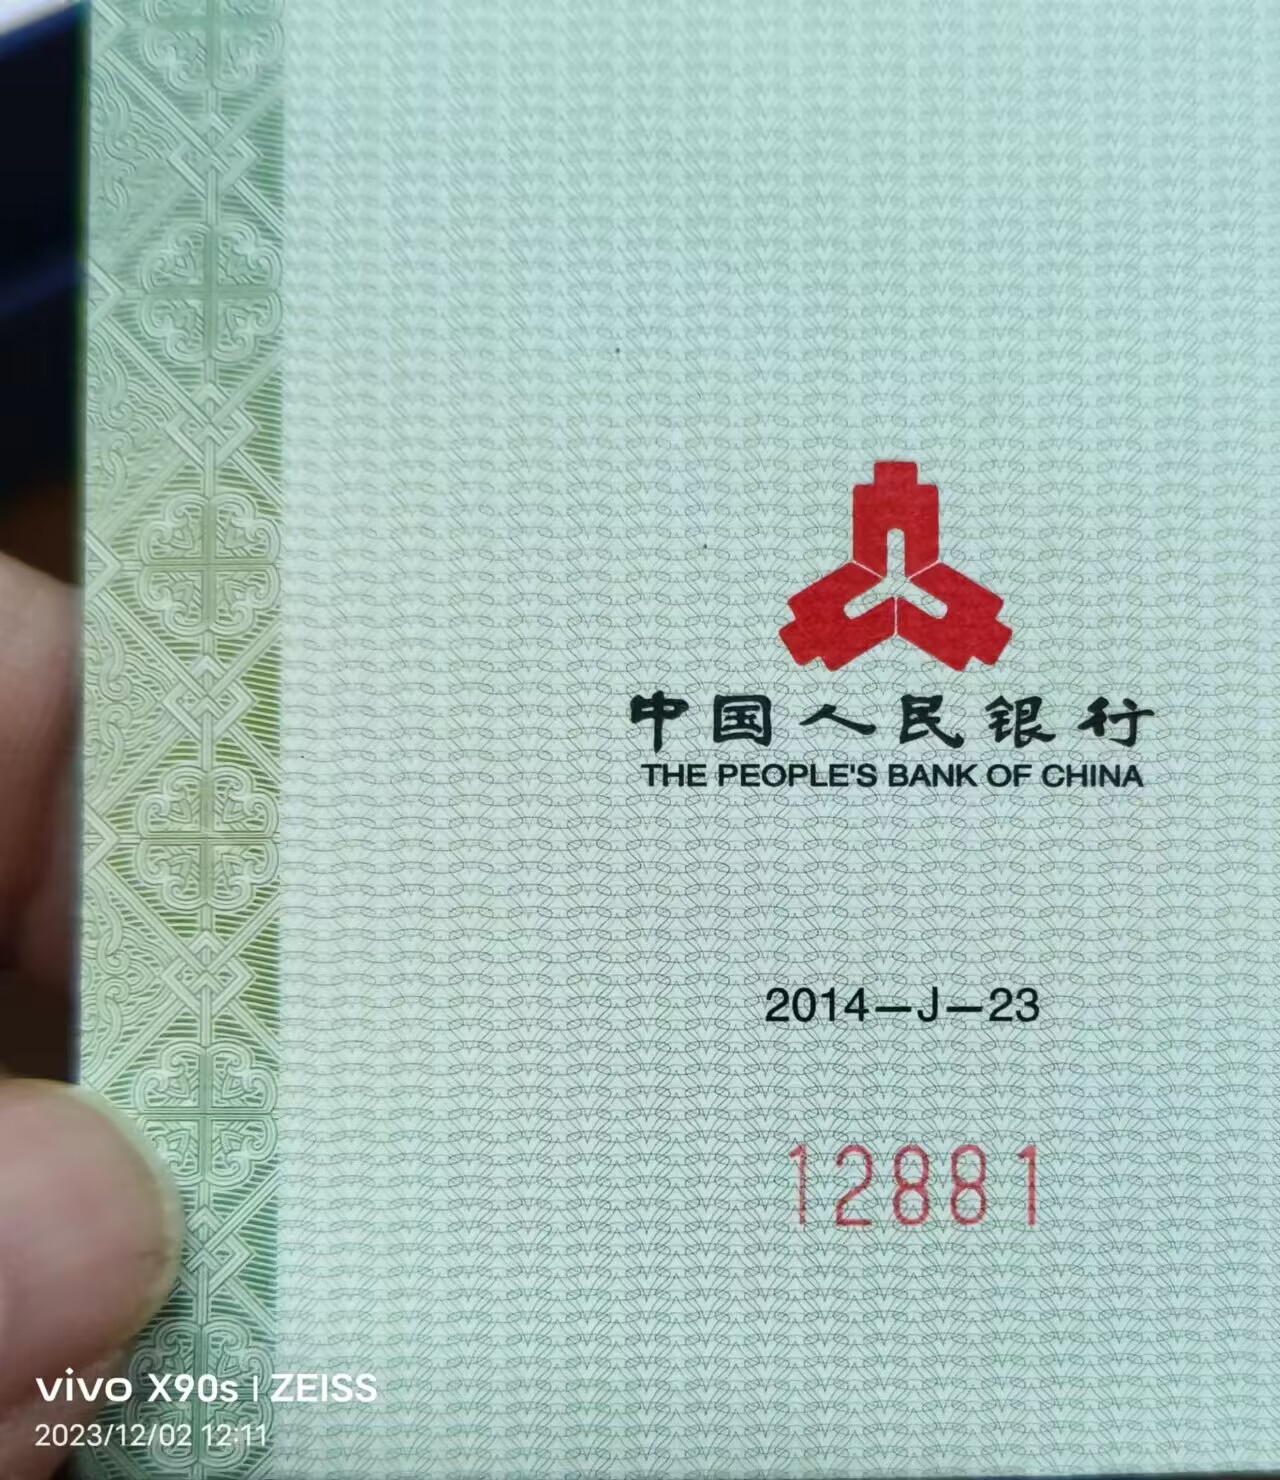 中国人民银行
THE PEOPLE'S BANK OF CHINA
2014—J—23
12881
vivo X90s | ZEISS
2023/12/02 12:11